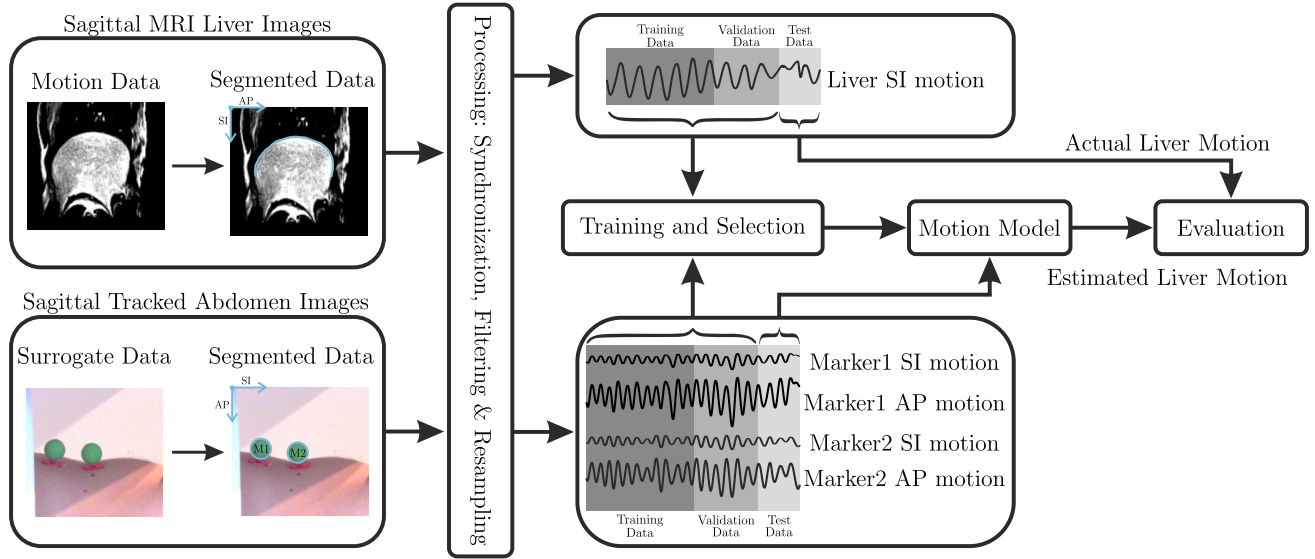 Sagittal MRI Liver Images
Motion Data
Segmented Data
AP
SI
Sagittal Tracked Abdomen Images
Surrogate Data
Segmented Data
SI
AP
M1
M2
Processing: Synchronization, Filtering & Resampling
Training
Data
Validation
Data
Test
Data
Liver SI motion
Actual Liver Motion
Training and Selection
Motion Model
Evaluation
Estimated Liver Motion
Marker1 SI motion
Marker1 AP motion
Marker2 SI motion
Marker2 AP motion
Training
Data
Validation
Data
Test
Data